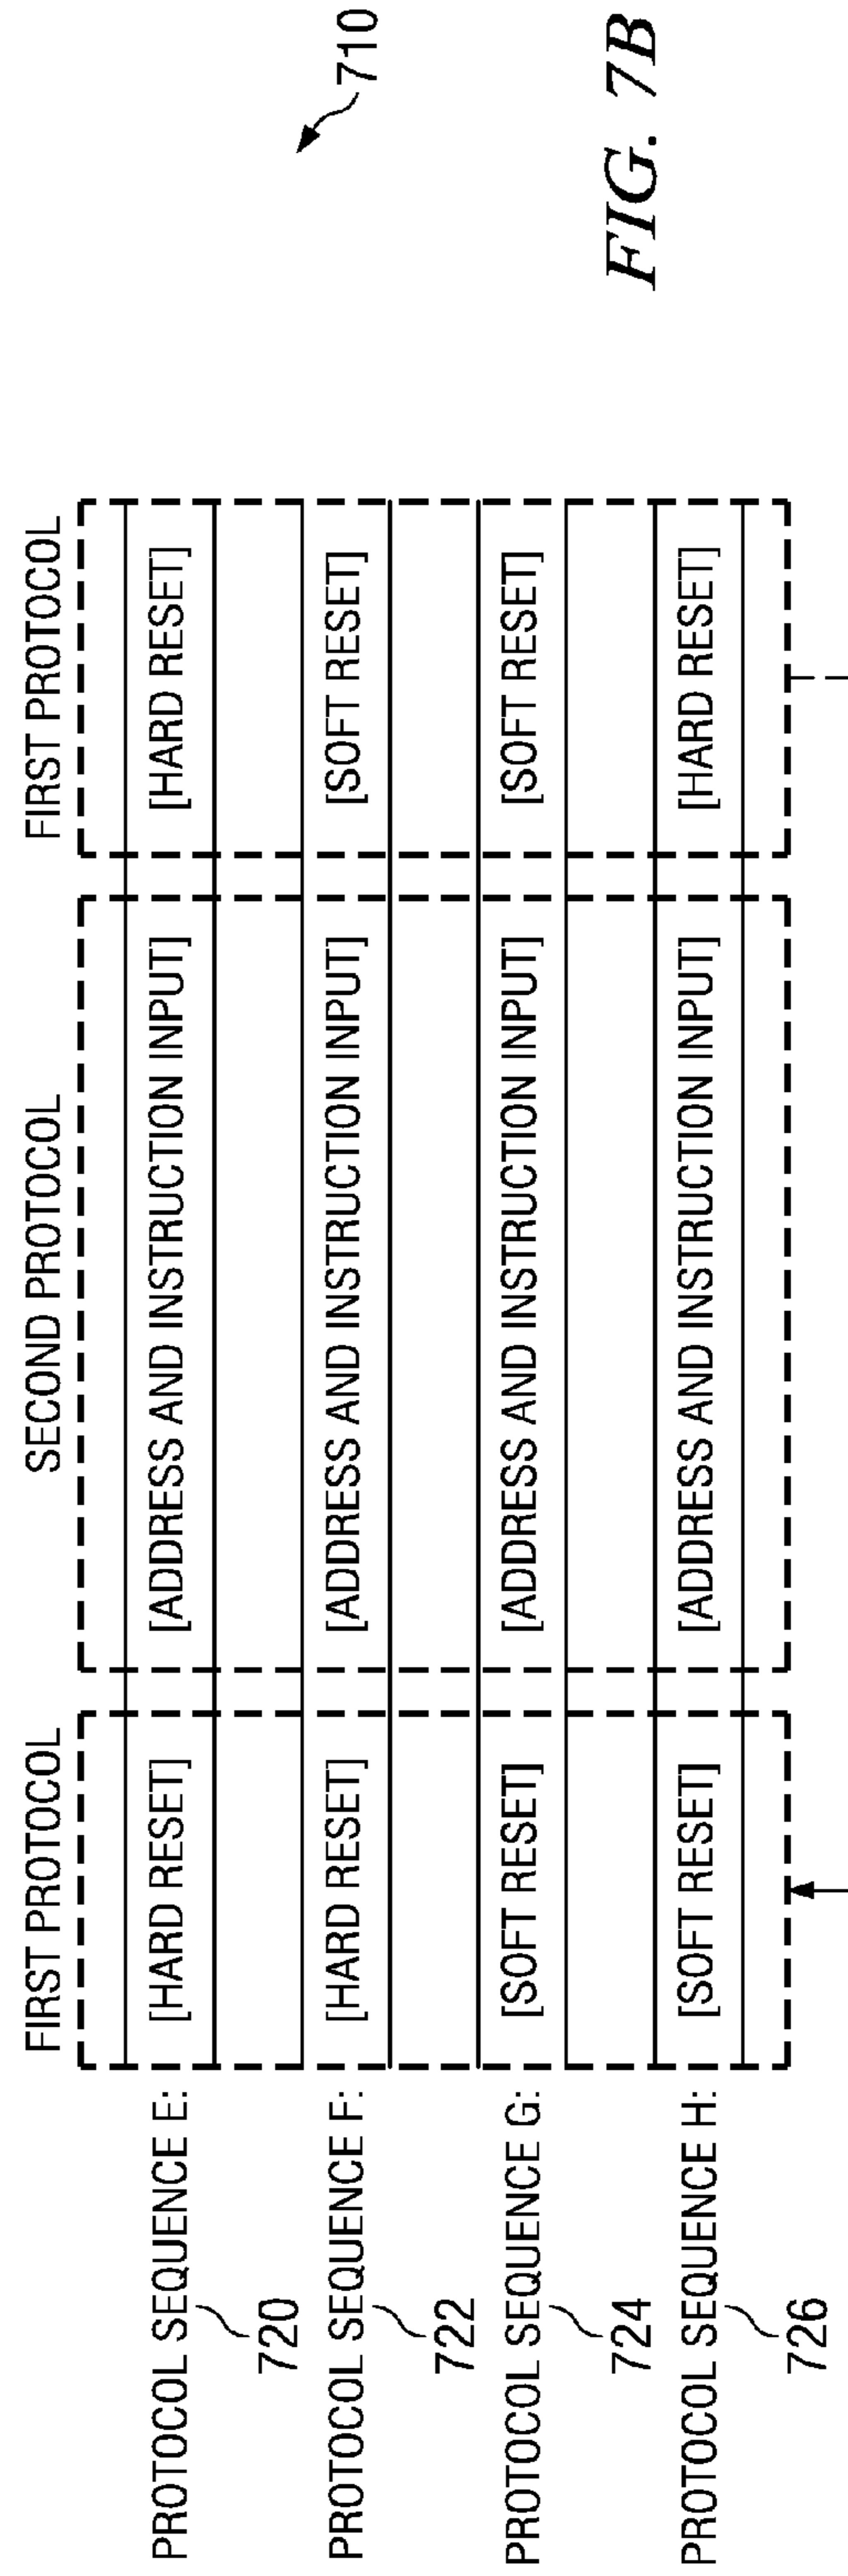 FIRST PROTOCOL
SECOND PROTOCOL
FIRST PROTOCOL
PROTOCOL SEQUENCE E:
[HARD RESET]
[ADDRESS AND INSTRUCTION INPUT]
[HARD RESET]
720
PROTOCOL SEQUENCE F:
[HARD RESET]
[ADDRESS AND INSTRUCTION INPUT]
[SOFT RESET]
722
PROTOCOL SEQUENCE G:
[SOFT RESET]
[ADDRESS AND INSTRUCTION INPUT]
[SOFT RESET]
724
PROTOCOL SEQUENCE H:
[SOFT RESET]
[ADDRESS AND INSTRUCTION INPUT]
[HARD RESET]
726
710
FIG. 7B